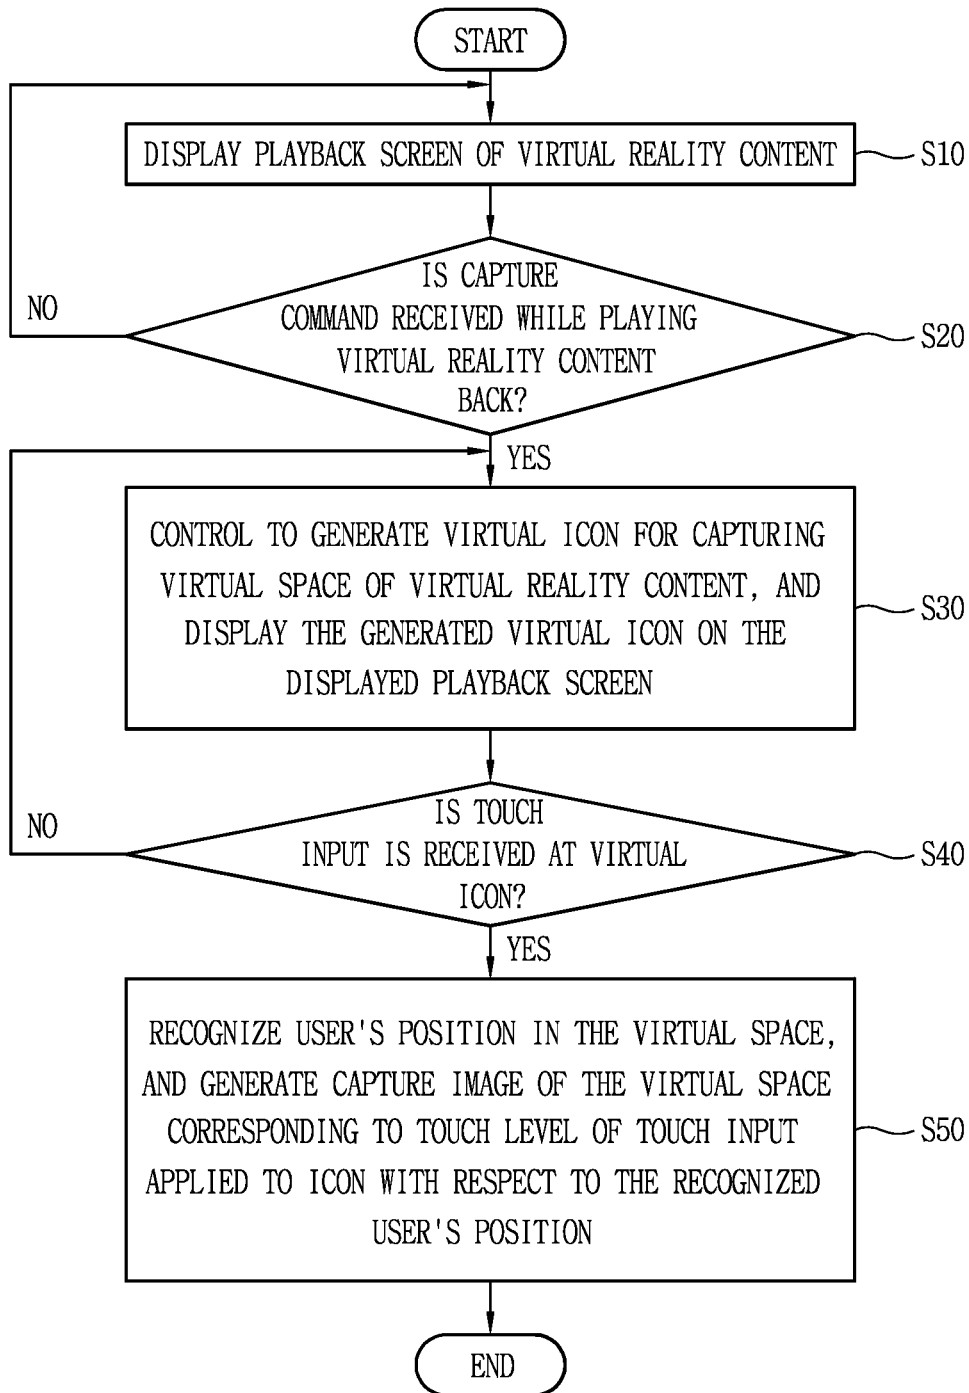 START
DISPLAY PLAYBACK SCREEN OF VIRTUAL REALITY CONTENT
S10
IS CAPTURE
COMMAND RECEIVED WHILE PLAYING
VIRTUAL REALITY CONTENT
BACK?
S20
NO
YES
CONTROL TO GENERATE VIRTUAL ICON FOR CAPTURING
VIRTUAL SPACE OF VIRTUAL REALITY CONTENT, AND
DISPLAY THE GENERATED VIRTUAL ICON ON THE
DISPLAYED PLAYBACK SCREEN
S30
IS TOUCH
INPUT IS RECEIVED AT VIRTUAL
ICON?
S40
NO
YES
RECOGNIZE USER'S POSITION IN THE VIRTUAL SPACE,
AND GENERATE CAPTURE IMAGE OF THE VIRTUAL SPACE
CORRESPONDING TO TOUCH LEVEL OF TOUCH INPUT
APPLIED TO ICON WITH RESPECT TO THE RECOGNIZED
USER'S POSITION
S50
END